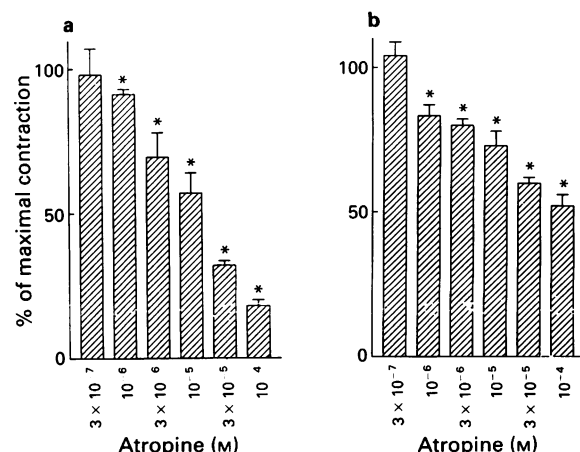 a
b
% of maximal contraction
100
50
0
100
50
0
* * * * *
* * * * *
3 × 10 7
10 6
3 × 10 6
10 -5
3 × 10 -5
10 4
3 × 10 -7
10 -6
3 × 10 -6
10 -5
3 × 10 -5
10 -4
Atropine (M)
Atropine (M)